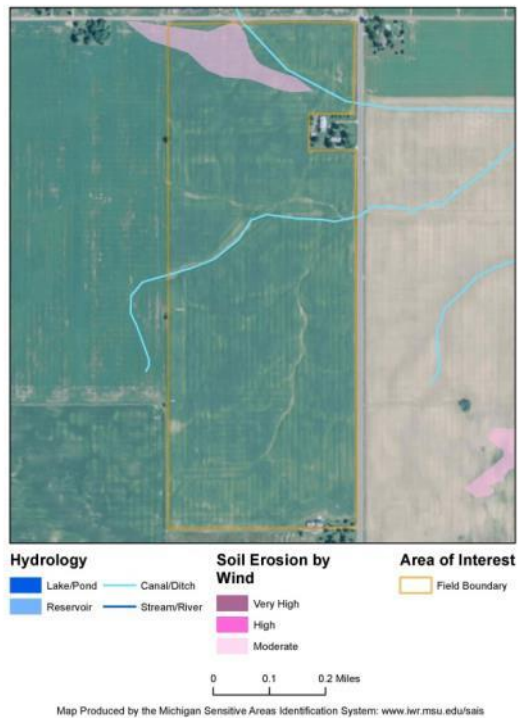 Hydrology
Lake/Pond
Reservoir
Canal/Ditch
Stream/River
Soil Erosion by
Wind
Very High
High
Moderate
Area of Interest
Field Boundary
0 0.1 0.2 Miles
Map Produced by the Michigan Sensitive Areas Identification System: www.iwr.msu.edu/sais